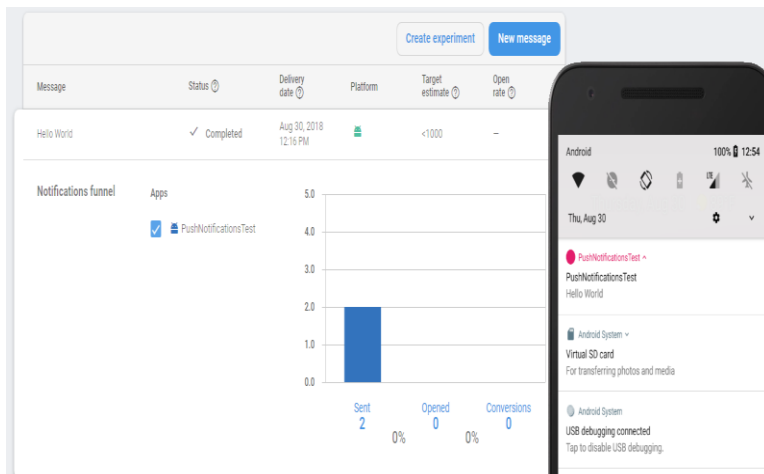 Create experiment
New message
Message
Status
Delivery date
Platform
Target estimate
Open rate
Hello World
Completed
Aug 30, 2018
12:16 PM
<1000
–
Notifications funnel
Apps
PushNotificationsTest
5.0
4.0
3.0
2.0
1.0
0.0
Sent
2
0%
Opened
0
0%
Conversions
0
Android
100%
12:54
LTE
Thu, Aug 30
PushNotificationsTest
PushNotificationsTest
Hello World
Android System
Virtual SD card
For transferring photos and media
Android System
USB debugging connected
Tap to disable USB debugging.